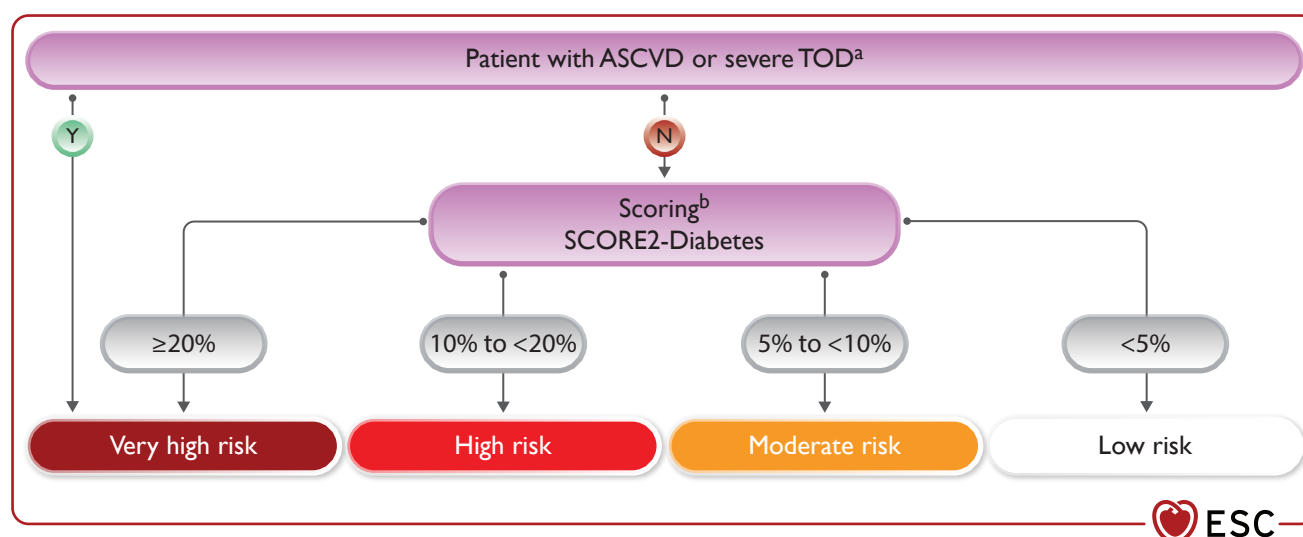 Patient with ASCVD or severe TODᵃ
Y
N
Scoringᵇ
SCORE2-Diabetes
≥20%
10% to <20%
5% to <10%
<5%
Very high risk
High risk
Moderate risk
Low risk
ESC